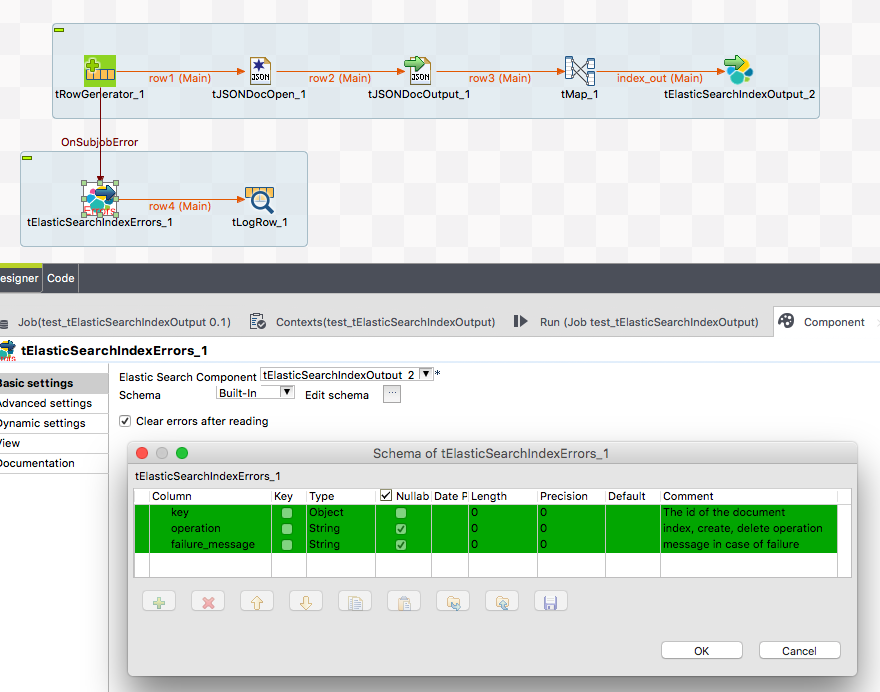 row1 (Main)
row2 (Main)
row3 (Main)
index_out (Main)
tRowGenerator_1
tJSONDocOpen_1
tJSONDocOutput_1
tMap_1
tElasticSearchIndexOutput_2
JSON
JSON
OnSubjobError
row4 (Main)
Errors
tElasticSearchIndexErrors_1
tLogRow_1
esigner
Code
Job(test_tElasticSearchIndexOutput 0.1)
Contexts(test_tElasticSearchIndexOutput)
Run (Job test_tElasticSearchIndexOutput)
Component
tElasticSearchIndexErrors_1
Basic settings
Advanced settings
Dynamic settings
View
Documentation
Elastic Search Component tElasticSearchIndexOutput_2 *
Schema Built-In Edit schema ...
Clear errors after reading
Schema of tElasticSearchIndexErrors_1
tElasticSearchIndexErrors_1
Column Key Type Nullab Date P Length Precision Default Comment
key Object 0 0 The id of the document
operation String 0 0 index, create, delete operation
failure_message String 0 0 message in case of failure
OK Cancel